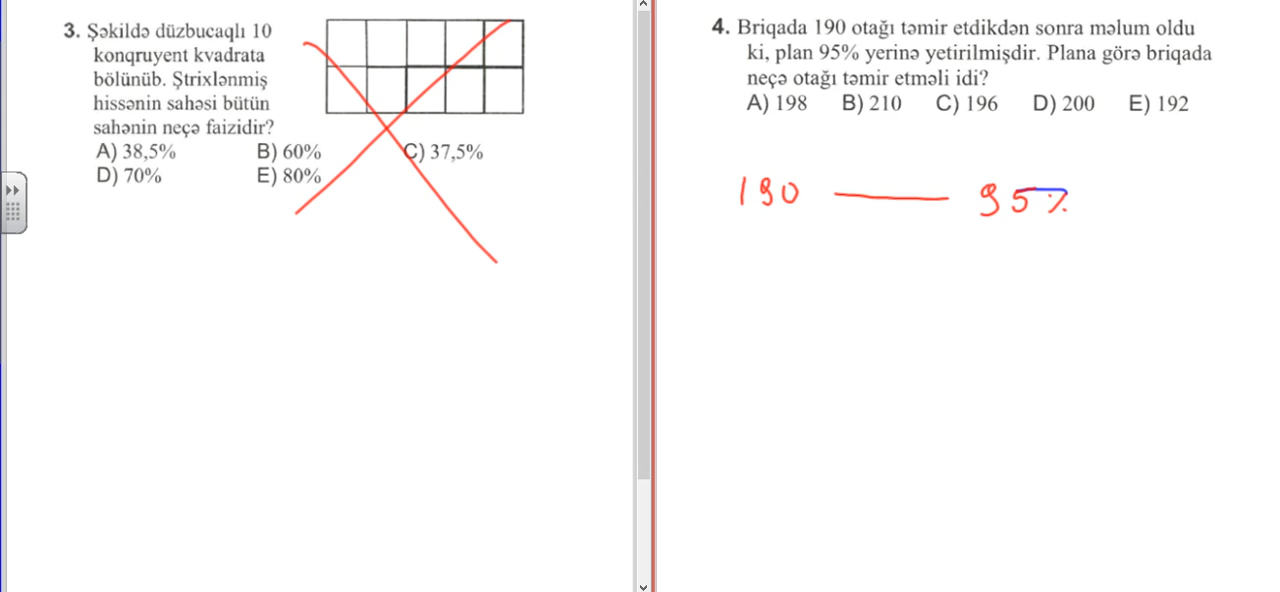 3. Şəkildə düzbucaqlı 10
konqruyent kvadrata
bölünüb. Ştrixlənmiş
hissənin sahəsi bütün
sahənin neçə faizidir?
A) 38,5% B) 60% C) 37,5%
D) 70% E) 80%
4. Briqada 190 otağı təmir etdikdən sonra məlum oldu
ki, plan 95% yerinə yetirilmişdir. Plana görə briqada
neçə otağı təmir etməli idi?
A) 198 B) 210 C) 196 D) 200 E) 192
190 — 95%